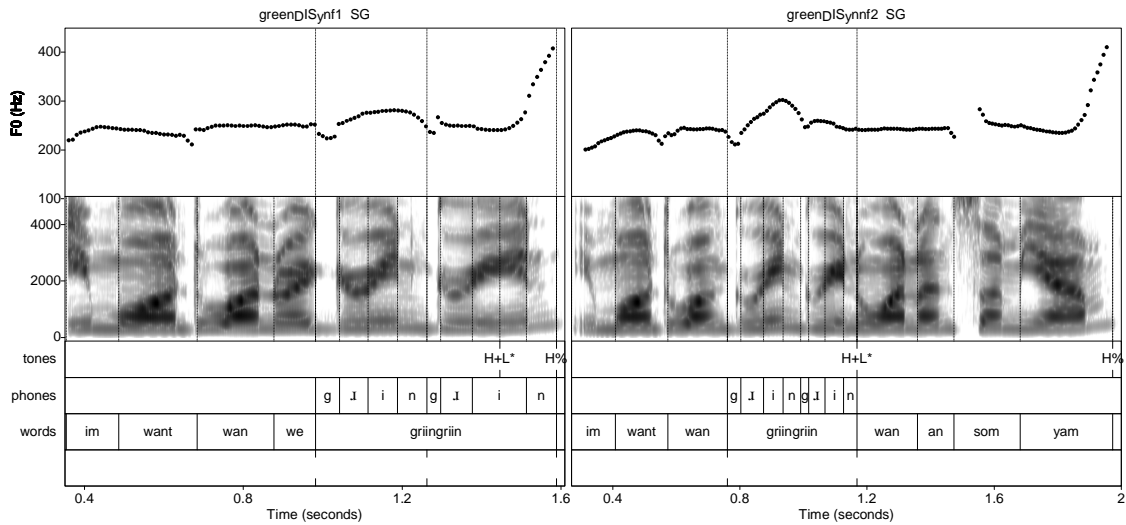 greenDISynf1 SG greenDISynnf2 SG
400
300
200
100
F0 (Hz)
4000
2000
0
tones H+L* H% H+L* H%
phones g ɹ i n g ɹ i n g ɹ i n g ɹ i n
words im want wan we griingriin im want wan griingriin wan an som yam
0.4 0.8 1.2 1.6 0.4 0.8 1.2 1.6 2
Time (seconds) Time (seconds)